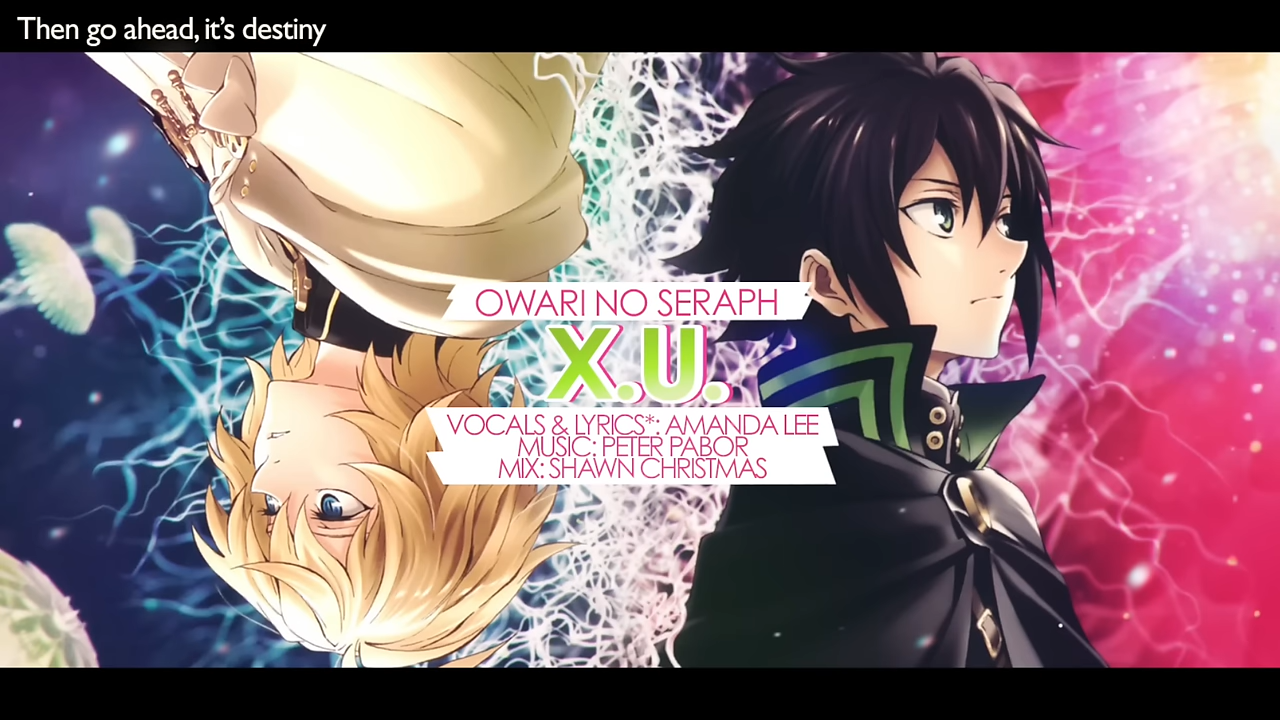 Then go ahead, it's destiny
OWARI NO SERAPH
X.U.
VOCALS & LYRICS*: AMANDA LEE
MUSIC: PETER PABOR
MIX: SHAWN CHRISTMAS